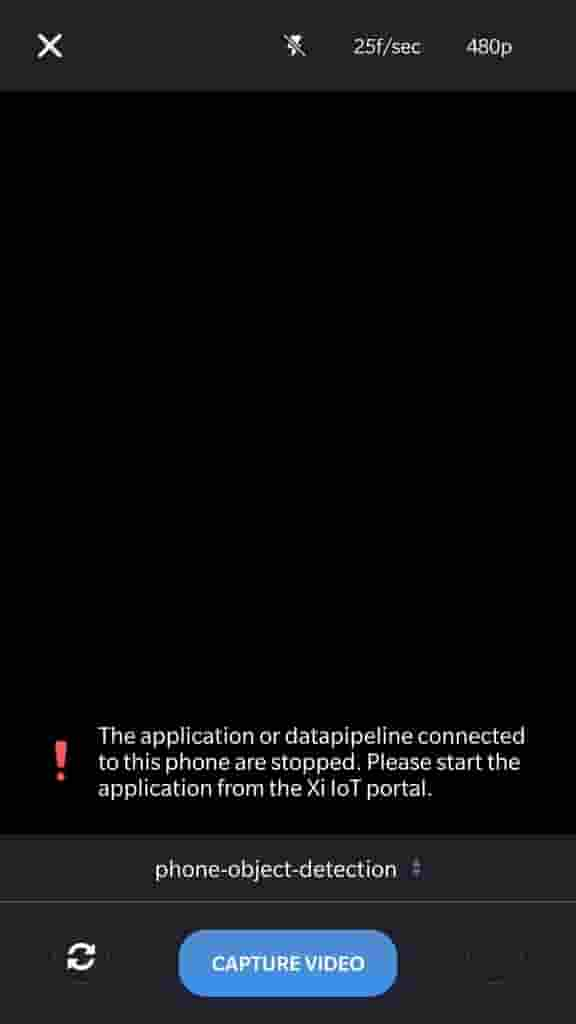 25f/sec 480p
The application or datapipeline connected
to this phone are stopped. Please start the
application from the Xi IoT portal.
phone-object-detection
CAPTURE VIDEO